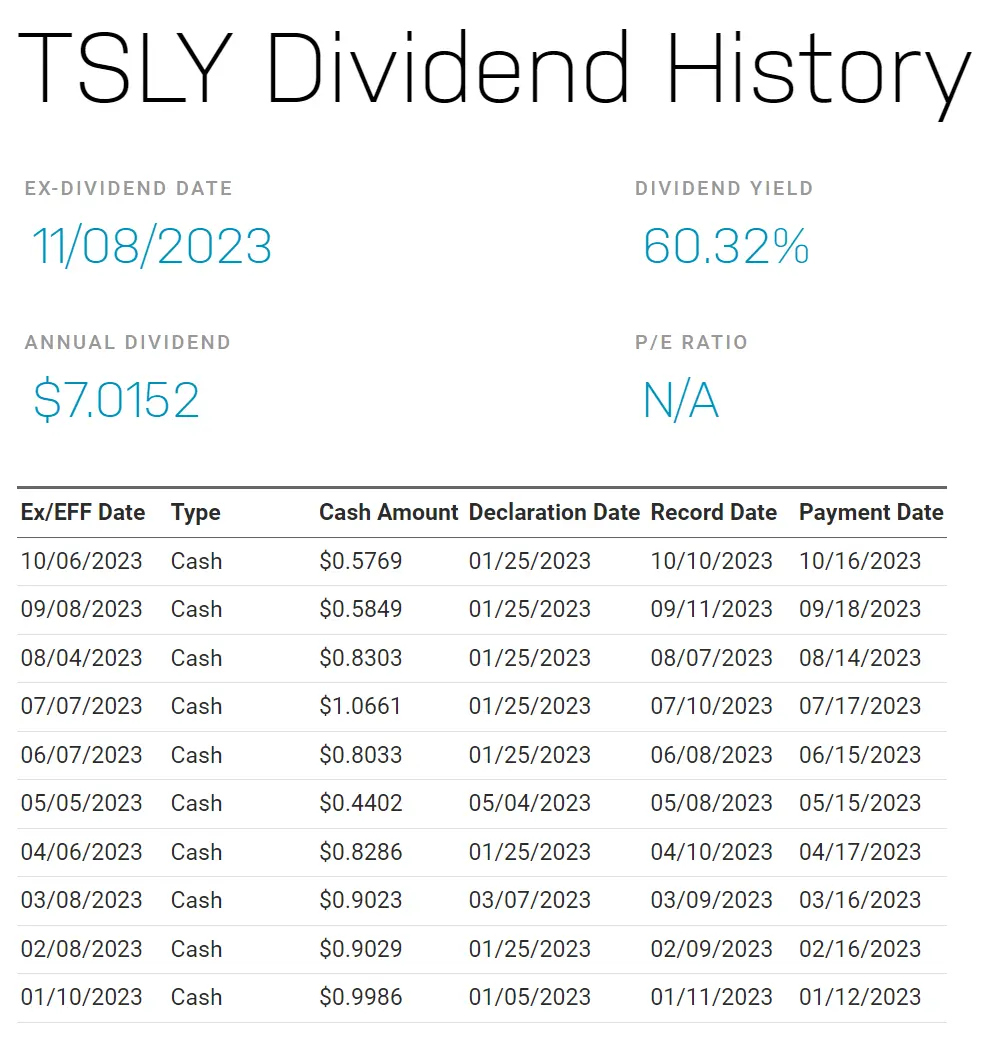 TSLY Dividend History
EX-DIVIDEND DATE DIVIDEND YIELD
11/08/2023 60.32%
ANNUAL DIVIDEND P/E RATIO
$7.0152 N/A
Ex/EFF Date Type Cash Amount Declaration Date Record Date Payment Date
10/06/2023 Cash $0.5769 01/25/2023 10/10/2023 10/16/2023
09/08/2023 Cash $0.5849 01/25/2023 09/11/2023 09/18/2023
08/04/2023 Cash $0.8303 01/25/2023 08/07/2023 08/14/2023
07/07/2023 Cash $1.0661 01/25/2023 07/10/2023 07/17/2023
06/07/2023 Cash $0.8033 01/25/2023 06/08/2023 06/15/2023
05/05/2023 Cash $0.4402 05/04/2023 05/08/2023 05/15/2023
04/06/2023 Cash $0.8286 01/25/2023 04/10/2023 04/17/2023
03/08/2023 Cash $0.9023 03/07/2023 03/09/2023 03/16/2023
02/08/2023 Cash $0.9029 01/25/2023 02/09/2023 02/16/2023
01/10/2023 Cash $0.9986 01/05/2023 01/11/2023 01/12/2023